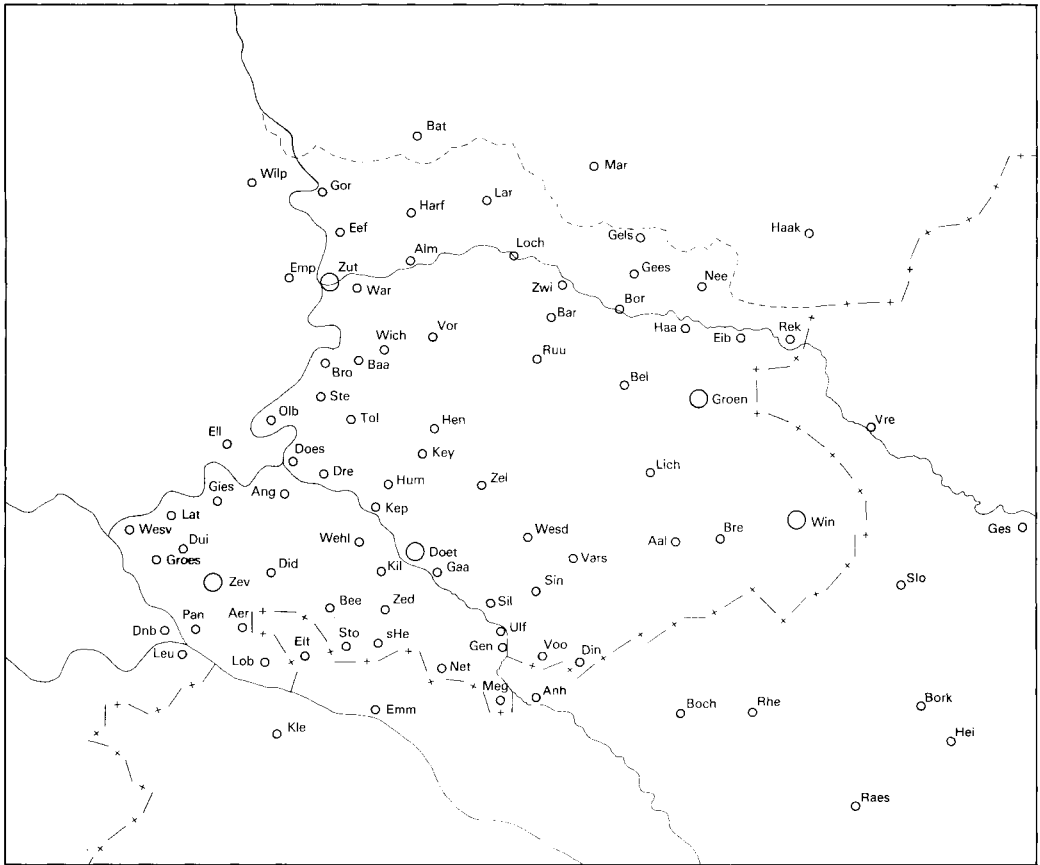 Bat
Mar
Wilp
Gor
Lar
Harf
Eef
Haak
Gels
Alm
Loch
Emp
Zut
Gees
Nee
War
Zwi
Bor
Bar
Haa
Eib
Rek
Wich
Vor
Ruu
Bro
Baa
Bel
Ste
Groen
Olb
Tol
Hen
Vre
Ell
Key
Does
Dre
Lich
Gies
Ang
Hum
Zel
Kep
Lat
Wesv
Win
Ges
Dui
Wehl
Wesd
Aal
Bre
Groes
Doet
Vars
Zev
Did
Kil
Gaa
Sin
Slo
Bee
Zed
Sil
Pan
Aer
Dnb
Ulf
Sto
sHe
Eit
Gen
Voo
Din
Leu
Lob
Net
Meg
Anh
Emm
Boch
Rhe
Bork
Kle
Hei
Raes